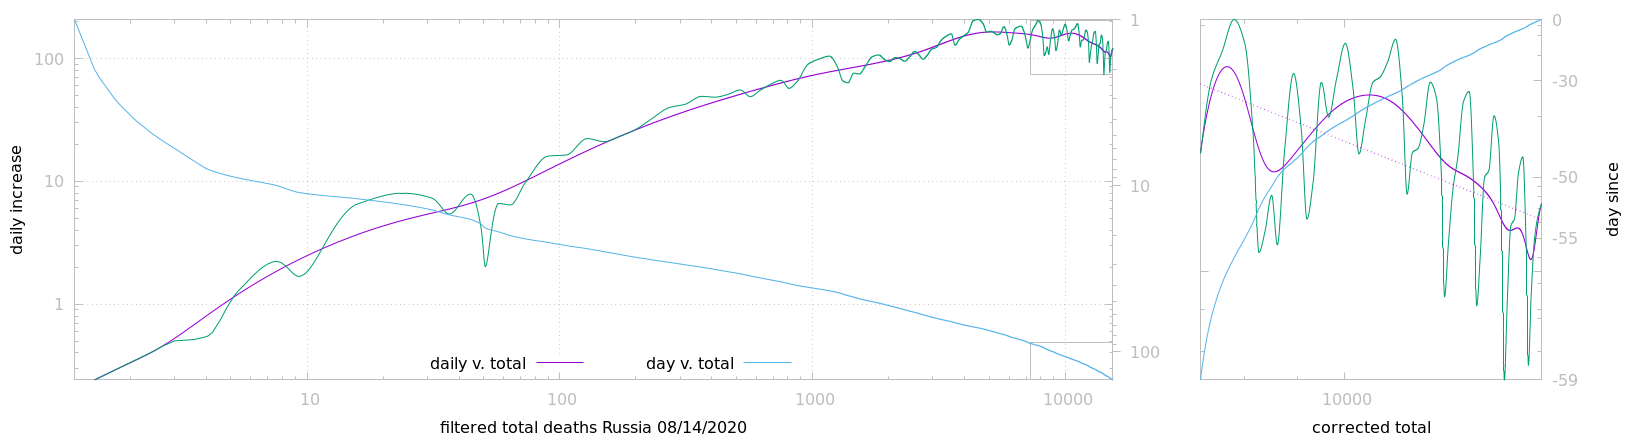 daily increase
100
10
1
daily v. total
day v. total
10
100
1000
10000
1
10
100
filtered total deaths Russia 08/14/2020
0
-30
-50
-55
-59
day since
10000
corrected total